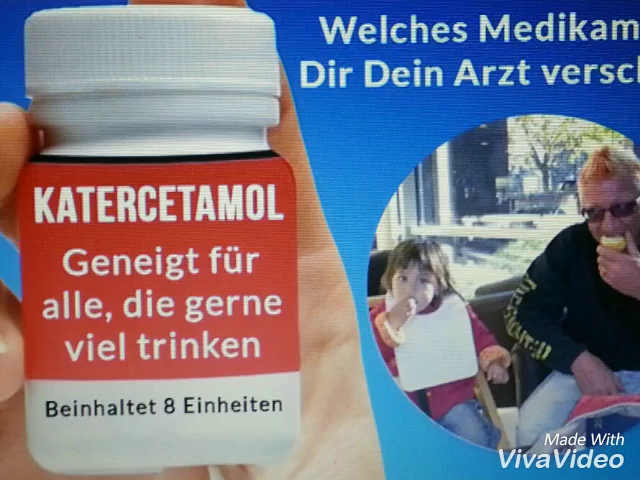 Welches Medikam
Dir Dein Arzt versch
KATERCETAMOL
Geneigt für
alle, die gerne
viel trinken
Beinhaltet 8 Einheiten
Made With
VivaVideo